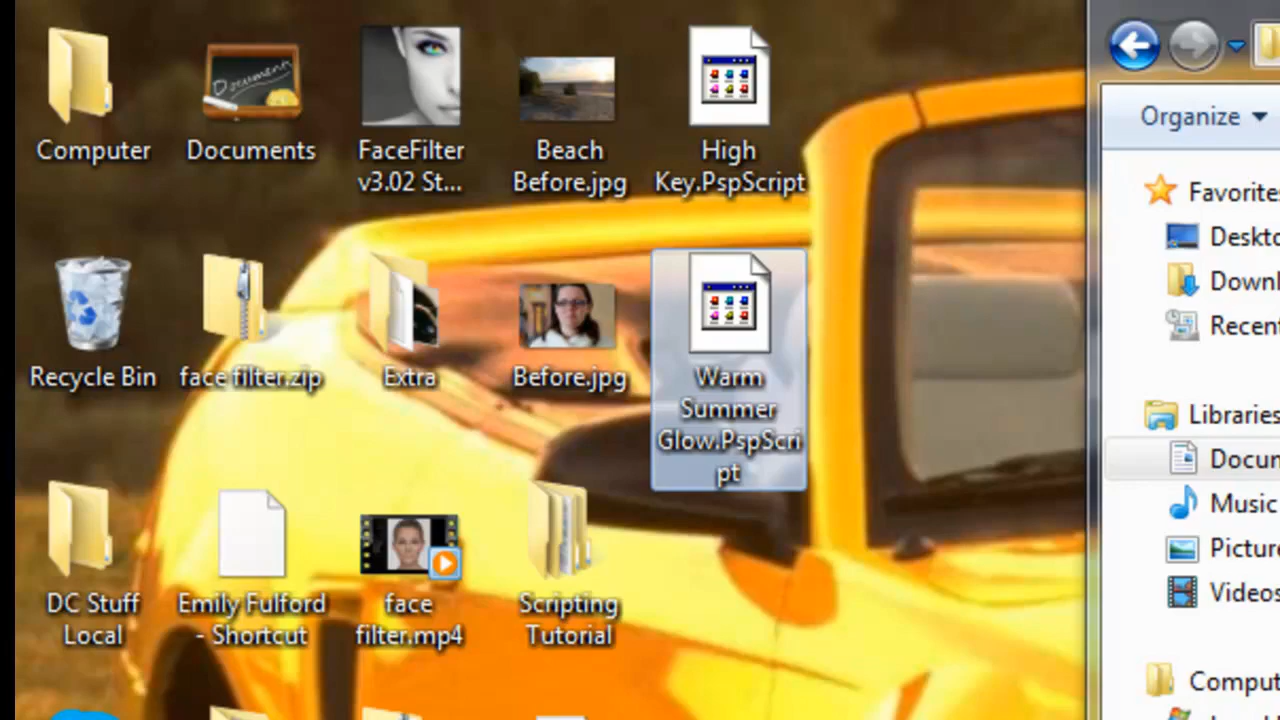 Computer
Documents
Documents
FaceFilter
v3.02 St...
Beach
Before.jpg
High
Key.PspScript
Recycle Bin
face filter.zip
Extra
Before.jpg
Warm
Summer
Glow.PspScri
pt
DC Stuff
Local
Emily Fulford
- Shortcut
face
filter.mp4
Scripting
Tutorial
Organize
Favorite
Deskto
Downl
Recent
Libraries
Docum
Music
Picture
Videos
Comput